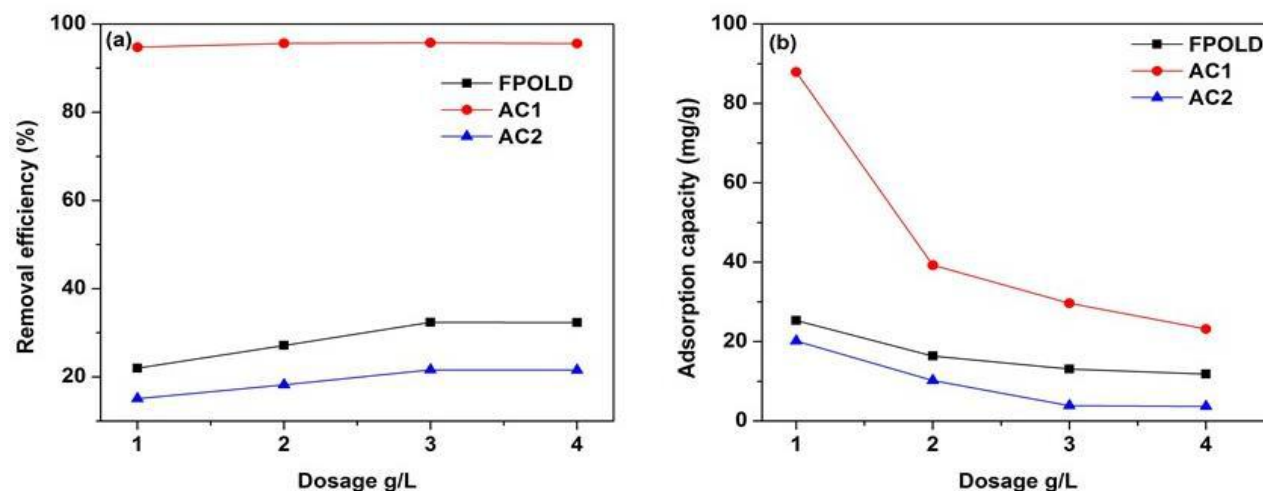 (a)
100
80
60
40
20
Removal efficiency (%)
FPOLD
AC1
AC2
1 2 3 4
Dosage g/L
(b)
100
80
60
40
20
0
Adsorption capacity (mg/g)
FPOLD
AC1
AC2
1 2 3 4
Dosage g/L